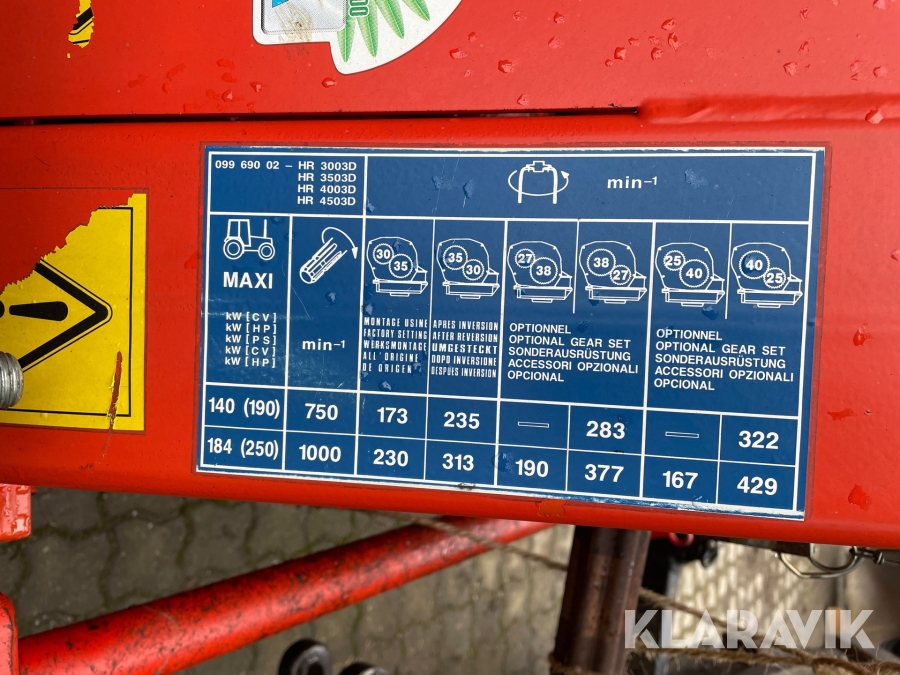 099 690 02 – HR 3003D
HR 3503D
HR 4003D
HR 4503D
min⁻¹
MAXI
kW [CV]
kW [HP]
kW [PS]
kW [CV]
kW [HP]
min⁻¹
30 35
35 30
27 38
38 27
25 40
40 25
MONTAGE USINE
FACTORY SETTING
WERKSMONTAGE
ALL'ORIGINE
DE ORIGEN
APRES INVERSION
AFTER REVERSION
UMGESTECKT
DOPO INVERSIONE
DESPUÉS INVERSIÓN
OPTIONNEL
OPTIONAL GEAR SET
SONDERAUSRÜSTUNG
ACCESSORI OPZIONALI
OPCIONAL
OPTIONNEL
OPTIONAL GEAR SET
SONDERAUSRÜSTUNG
ACCESSORI OPZIONALI
OPCIONAL
140 (190) 750 173 235 — 283 — 322
184 (250) 1000 230 313 190 377 167 429
KLARAVIK